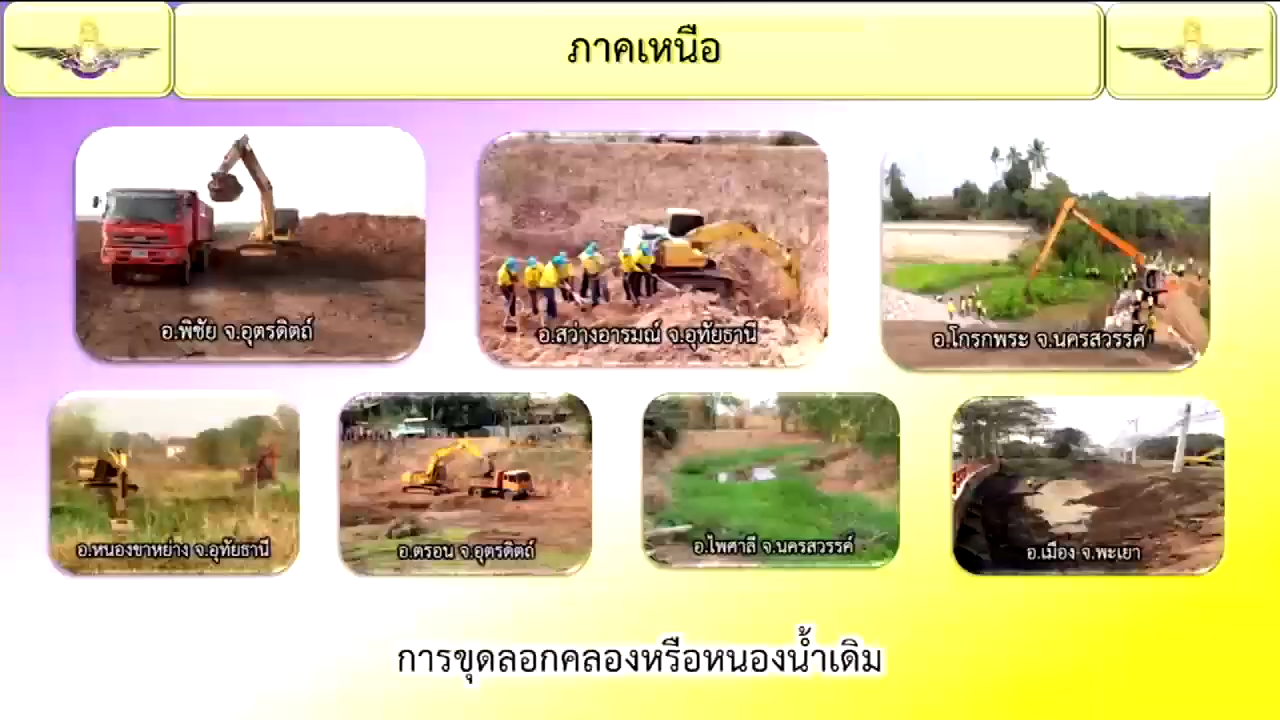 ภาคเหนือ
อ.พิชัย จ.อุตรดิตถ์
อ.สว่างอารมณ์ จ.อุทัยธานี
อ.โกรกพระ จ.นครสวรรค์
อ.หนองขาหย่าง จ.อุทัยธานี
อ.ตรอน จ.อุตรดิตถ์
อ.ไพศาลี จ.นครสวรรค์
อ.เมือง จ.พะเยา
การขุดลอกคลองหรือหนองน้ำเดิม